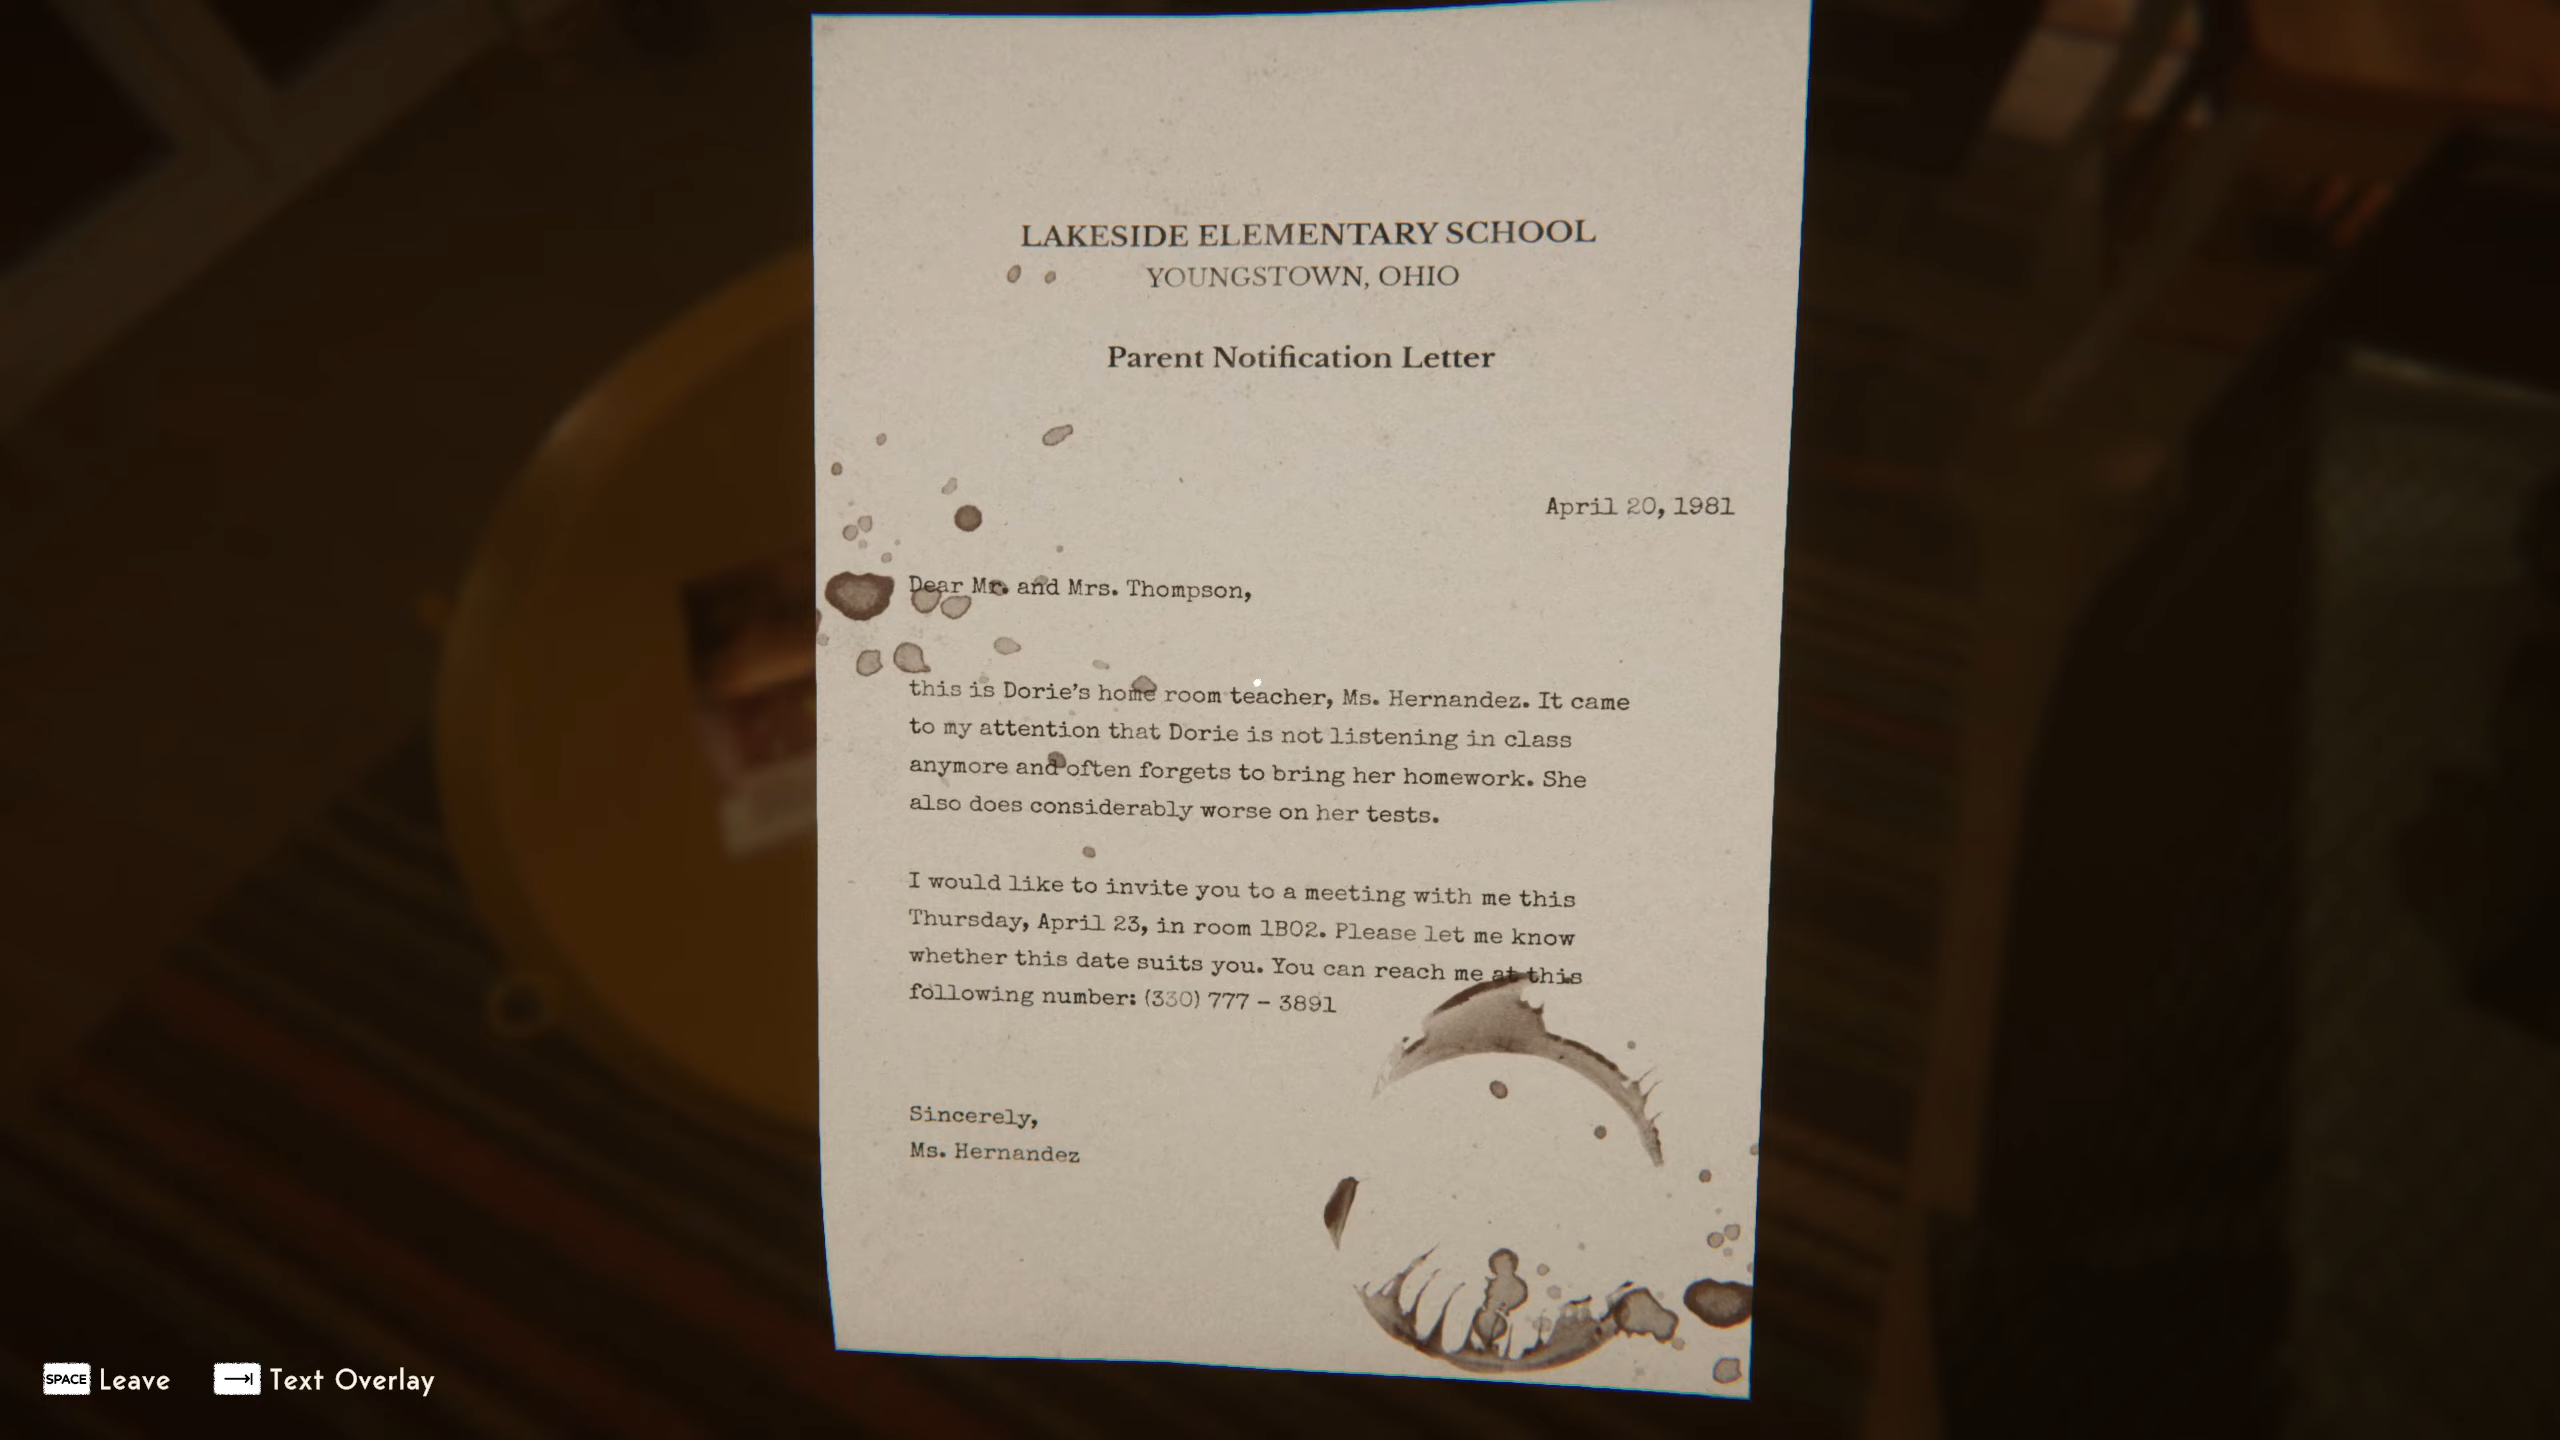 LAKESIDE ELEMENTARY SCHOOL
YOUNGSTOWN, OHIO
Parent Notification Letter
April 20, 1981
Dear Mr. and Mrs. Thompson,
this is Dorie's home room teacher, Ms. Hernandez. It came
to my attention that Dorie is not listening in class
anymore and often forgets to bring her homework. She
also does considerably worse on her tests.
I would like to invite you to a meeting with me this
Thursday, April 23, in room 1B02. Please let me know
whether this date suits you. You can reach me at this
following number: (330) 777 - 3891
Sincerely,
Ms. Hernandez
SPACE Leave Text Overlay